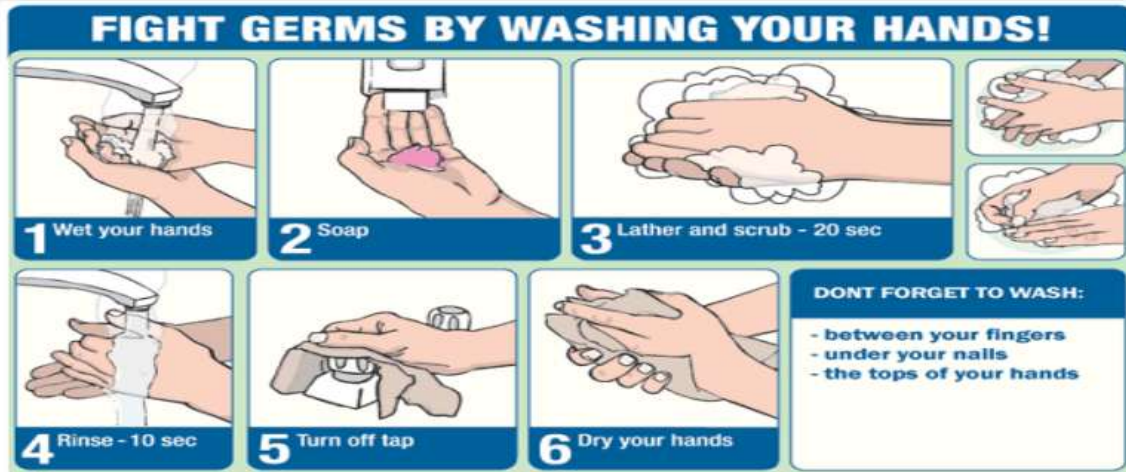 FIGHT GERMS BY WASHING YOUR HANDS!
1 Wet your hands
2 Soap
3 Lather and scrub - 20 sec
4 Rinse - 10 sec
5 Turn off tap
6 Dry your hands
DONT FORGET TO WASH:
- between your fingers
- under your nails
- the tops of your hands